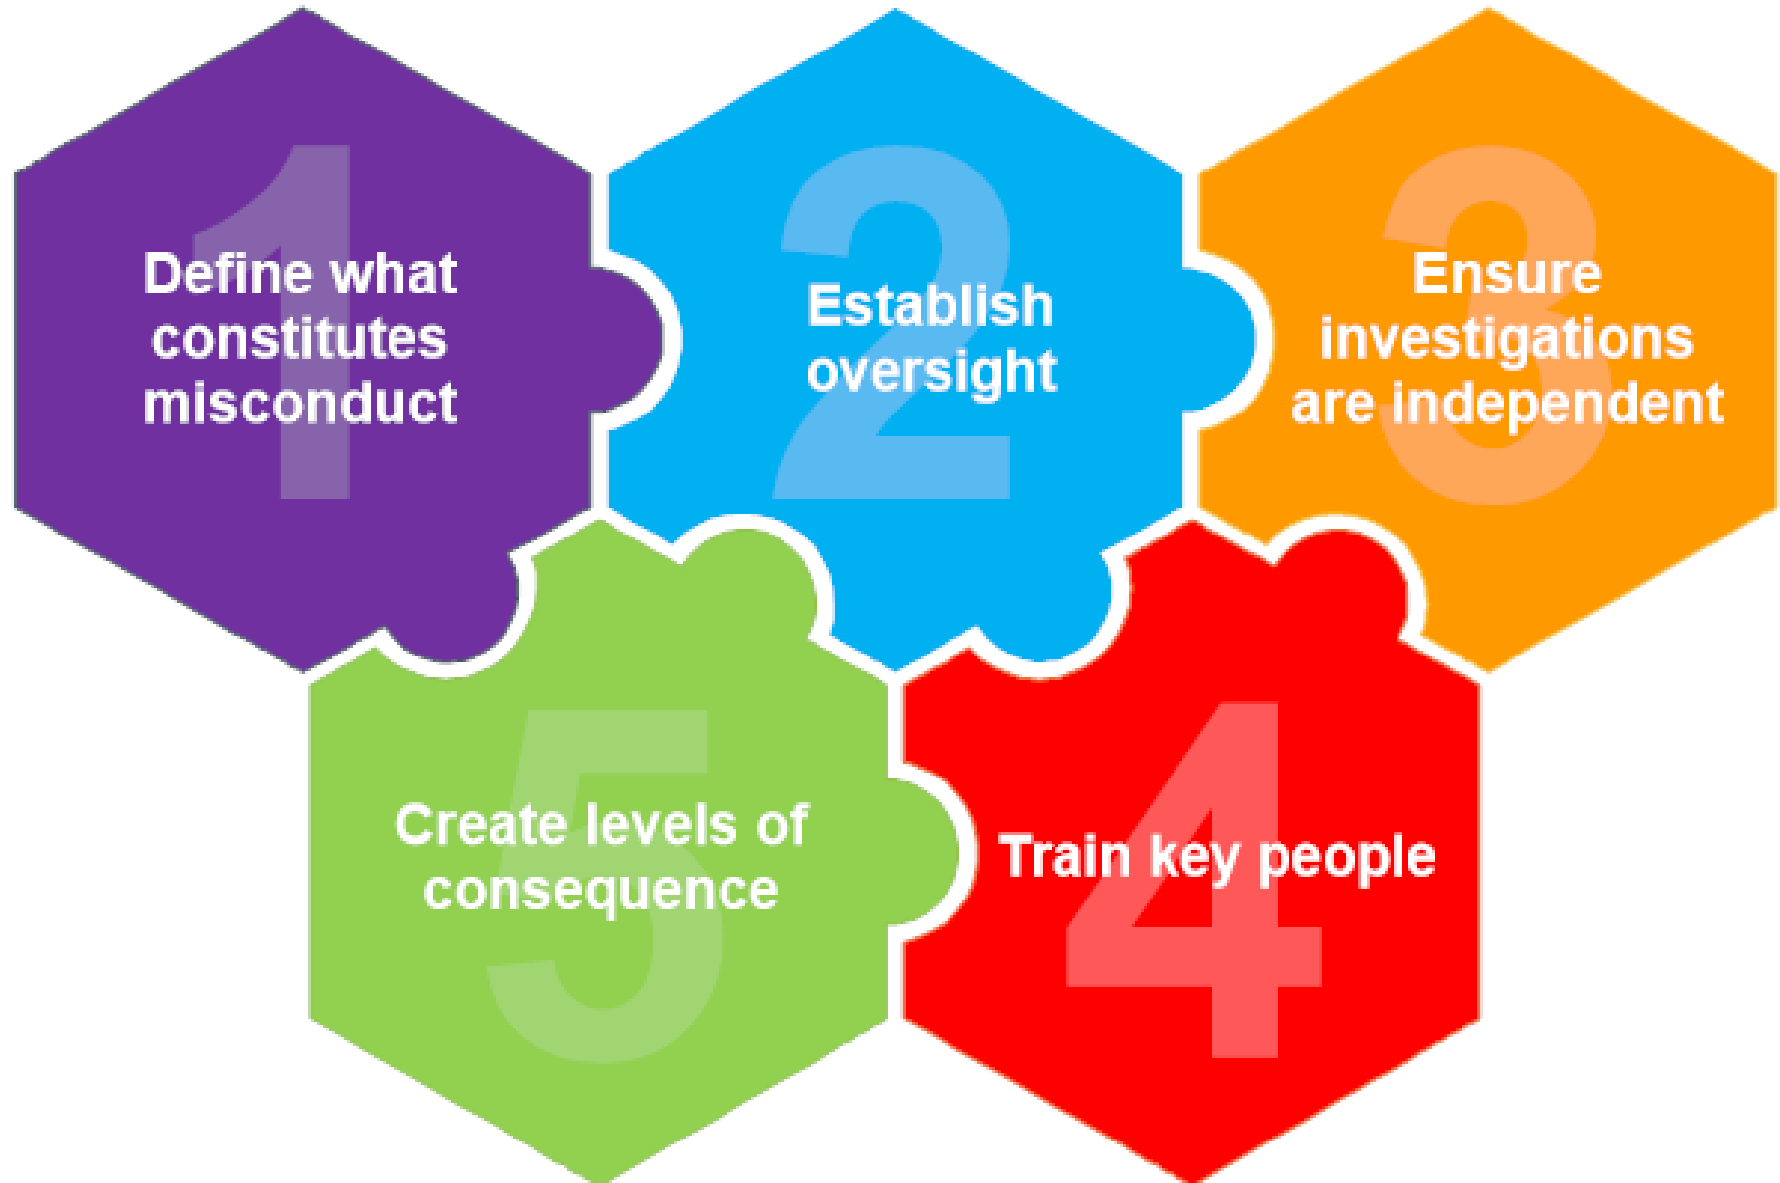 1
Define what
constitutes
misconduct
2
Establish
oversight
3
Ensure
investigations
are independent
4
Train key people
5
Create levels of
consequence